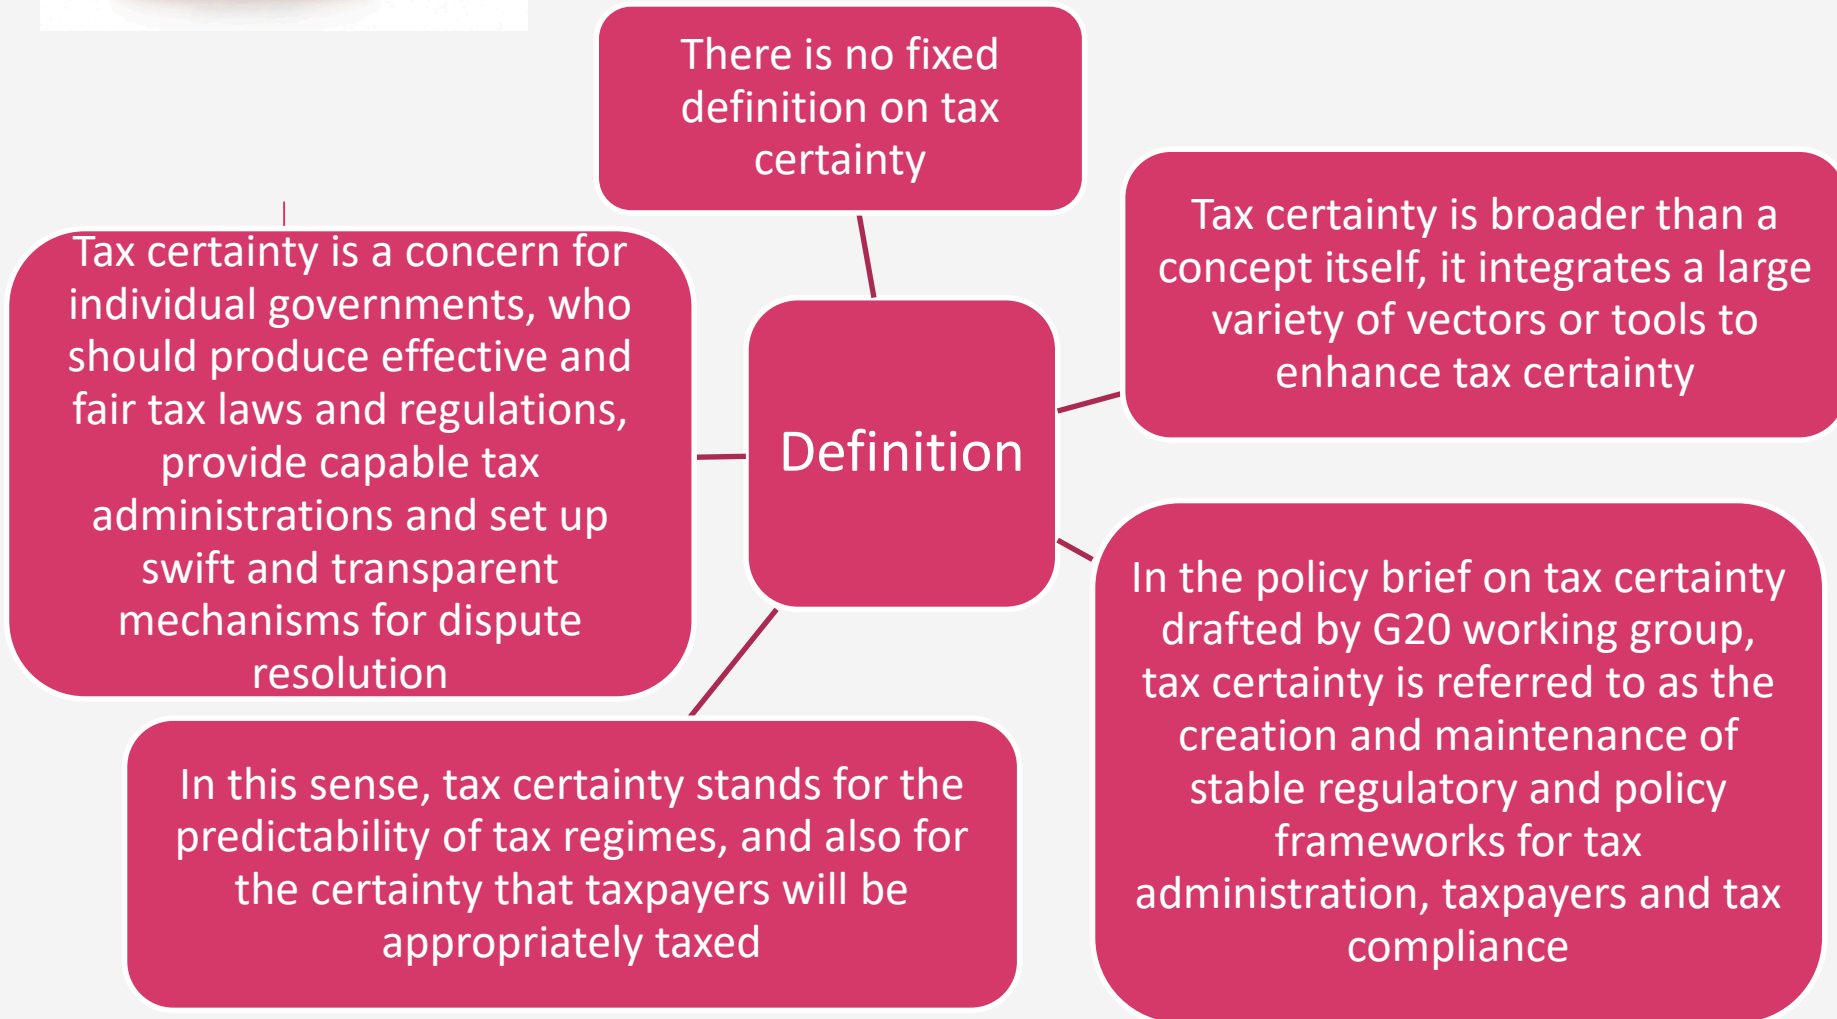 There is no fixed
definition on tax
certainty
Tax certainty is broader than a
concept itself, it integrates a large
variety of vectors or tools to
enhance tax certainty
In the policy brief on tax certainty
drafted by G20 working group,
tax certainty is referred to as the
creation and maintenance of
stable regulatory and policy
frameworks for tax
administration, taxpayers and tax
compliance
In this sense, tax certainty stands for the
predictability of tax regimes, and also for
the certainty that taxpayers will be
appropriately taxed
Tax certainty is a concern for
individual governments, who
should produce effective and
fair tax laws and regulations,
provide capable tax
administrations and set up
swift and transparent
mechanisms for dispute
resolution
Definition